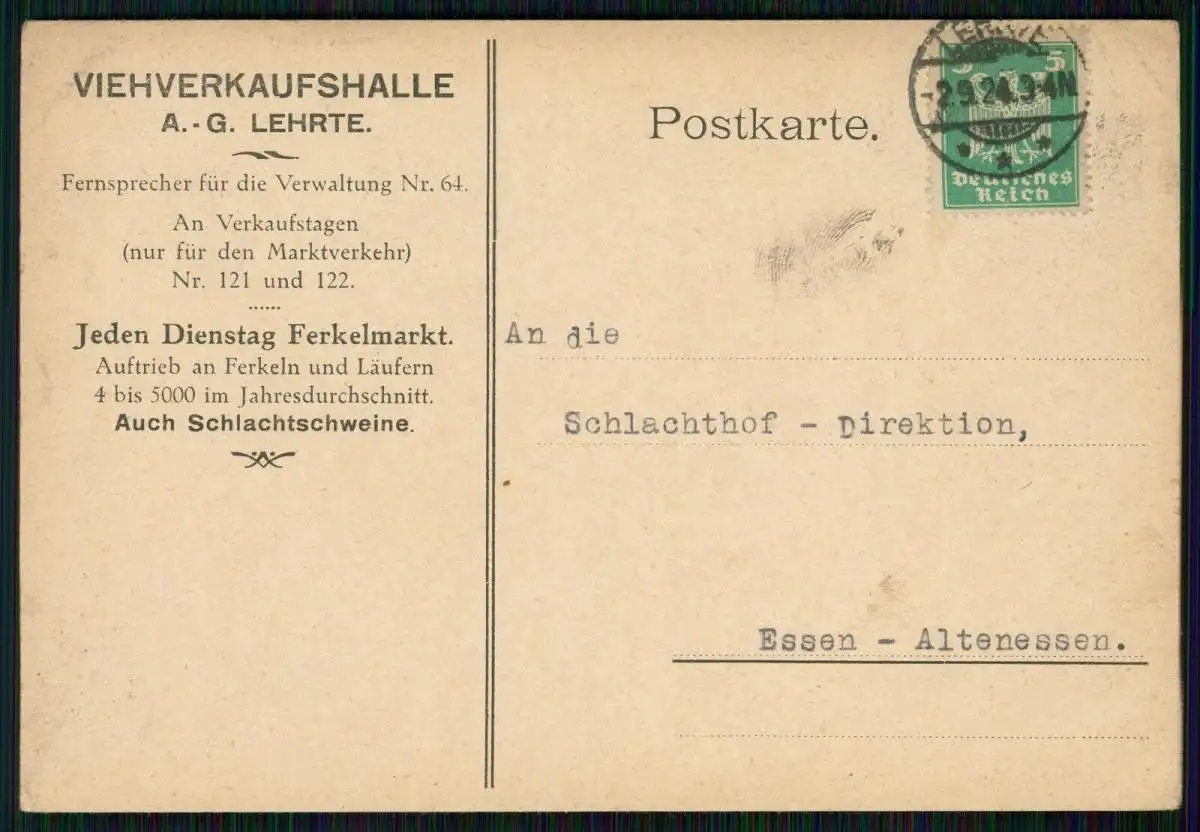 VIEHVERKAUFSHALLE
A.-G. LEHRTE.
Fernsprecher für die Verwaltung Nr. 64.
An Verkaufstagen
(nur für den Marktverkehr)
Nr. 121 und 122.
Jeden Dienstag Ferkelmarkt.
Auftrieb an Ferkeln und Läufern
4 bis 5000 im Jahresdurchschnitt.
Auch Schlachtschweine.
Postkarte.
LEHRTE
-2.9.24.3-4N
5 5
Deutsches
Reich
An die
Schlachthof - Direktion,
Essen - Altenessen.